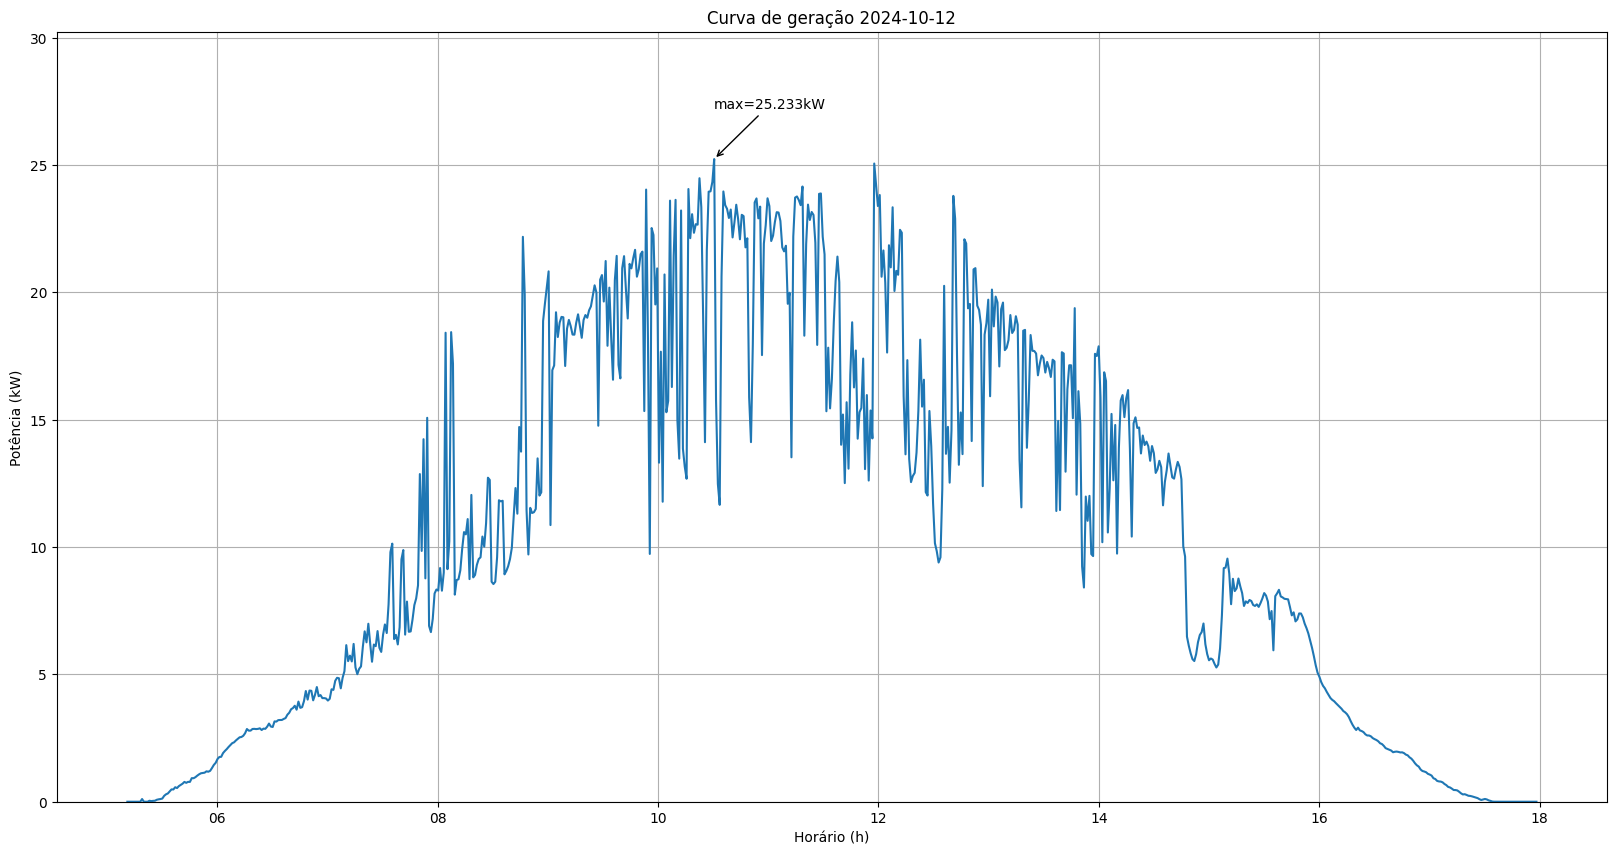 Curva de geração 2024-10-12
30
25
20
15
10
5
0
Potência (kW)
max=25.233kW
06 08 10 12 14 16 18
Horário (h)